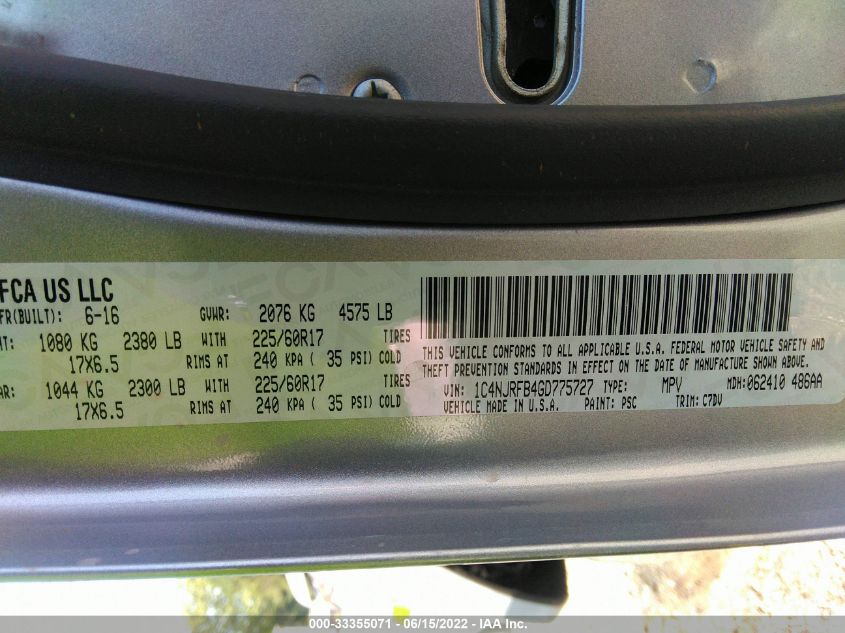 FCA US LLC
FR(BUILT): 6-16 GVWR: 2076 KG 4575 LB
NT: 1080 KG 2380 LB WITH 225/60R17 TIRES
17X6.5 RIMS AT 240 KPA ( 35 PSI) COLD
AR: 1044 KG 2300 LB WITH 225/60R17 TIRES
17X6.5 RIMS AT 240 KPA ( 35 PSI) COLD
THIS VEHICLE CONFORMS TO ALL APPLICABLE U.S.A. FEDERAL MOTOR VEHICLE SAFETY AND
THEFT PREVENTION STANDARDS IN EFFECT ON THE DATE OF MANUFACTURE SHOWN ABOVE.
VIN: 1C4NJRFB4GD775727 TYPE: MPV MDH:062410 486AA
VEHICLE MADE IN U.S.A. PAINT: PSC TRIM: C7DV
000-33355071 - 06/15/2022 - IAA Inc.